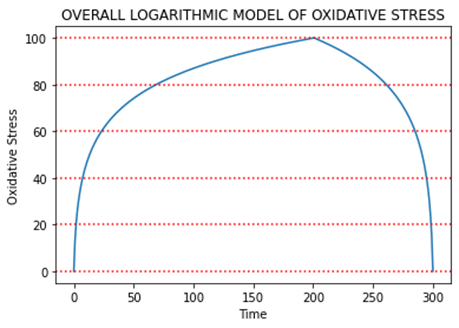 OVERALL LOGARITHMIC MODEL OF OXIDATIVE STRESS
100
80
60
40
20
0
Oxidative Stress
0 50 100 150 200 250 300
Time